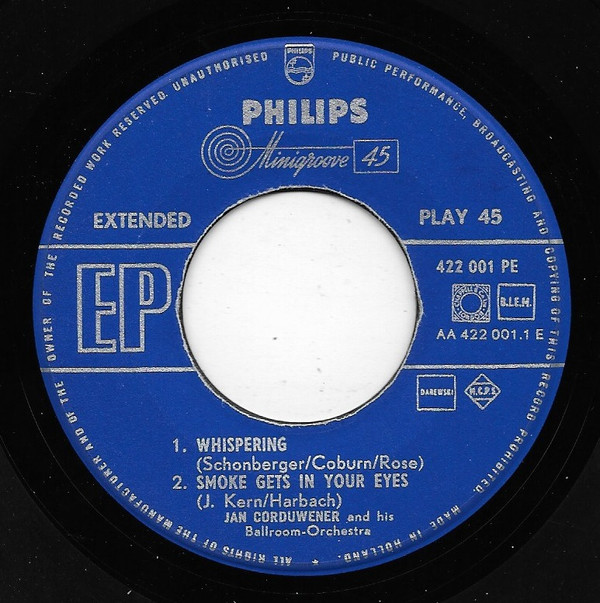 PHILIPS
PHILIPS
Minigroove 45
EXTENDED PLAY 45
EP
422 001 PE
B.I.E.M.
AA 422 001.1 E
DAREWSKI
M.C.P.S.
1. WHISPERING
(Schonberger/Coburn/Rose)
2. SMOKE GETS IN YOUR EYES
(J. Kern/Harbach)
JAN CORDUWENER and his
Ballroom-Orchestra
ALL RIGHTS OF THE MANUFACTURER AND OF THE OWNER OF THE RECORDED WORK RESERVED. UNAUTHORISED PUBLIC PERFORMANCE, BROADCASTING AND COPYING OF THIS RECORD PROHIBITED. MADE IN HOLLAND. *